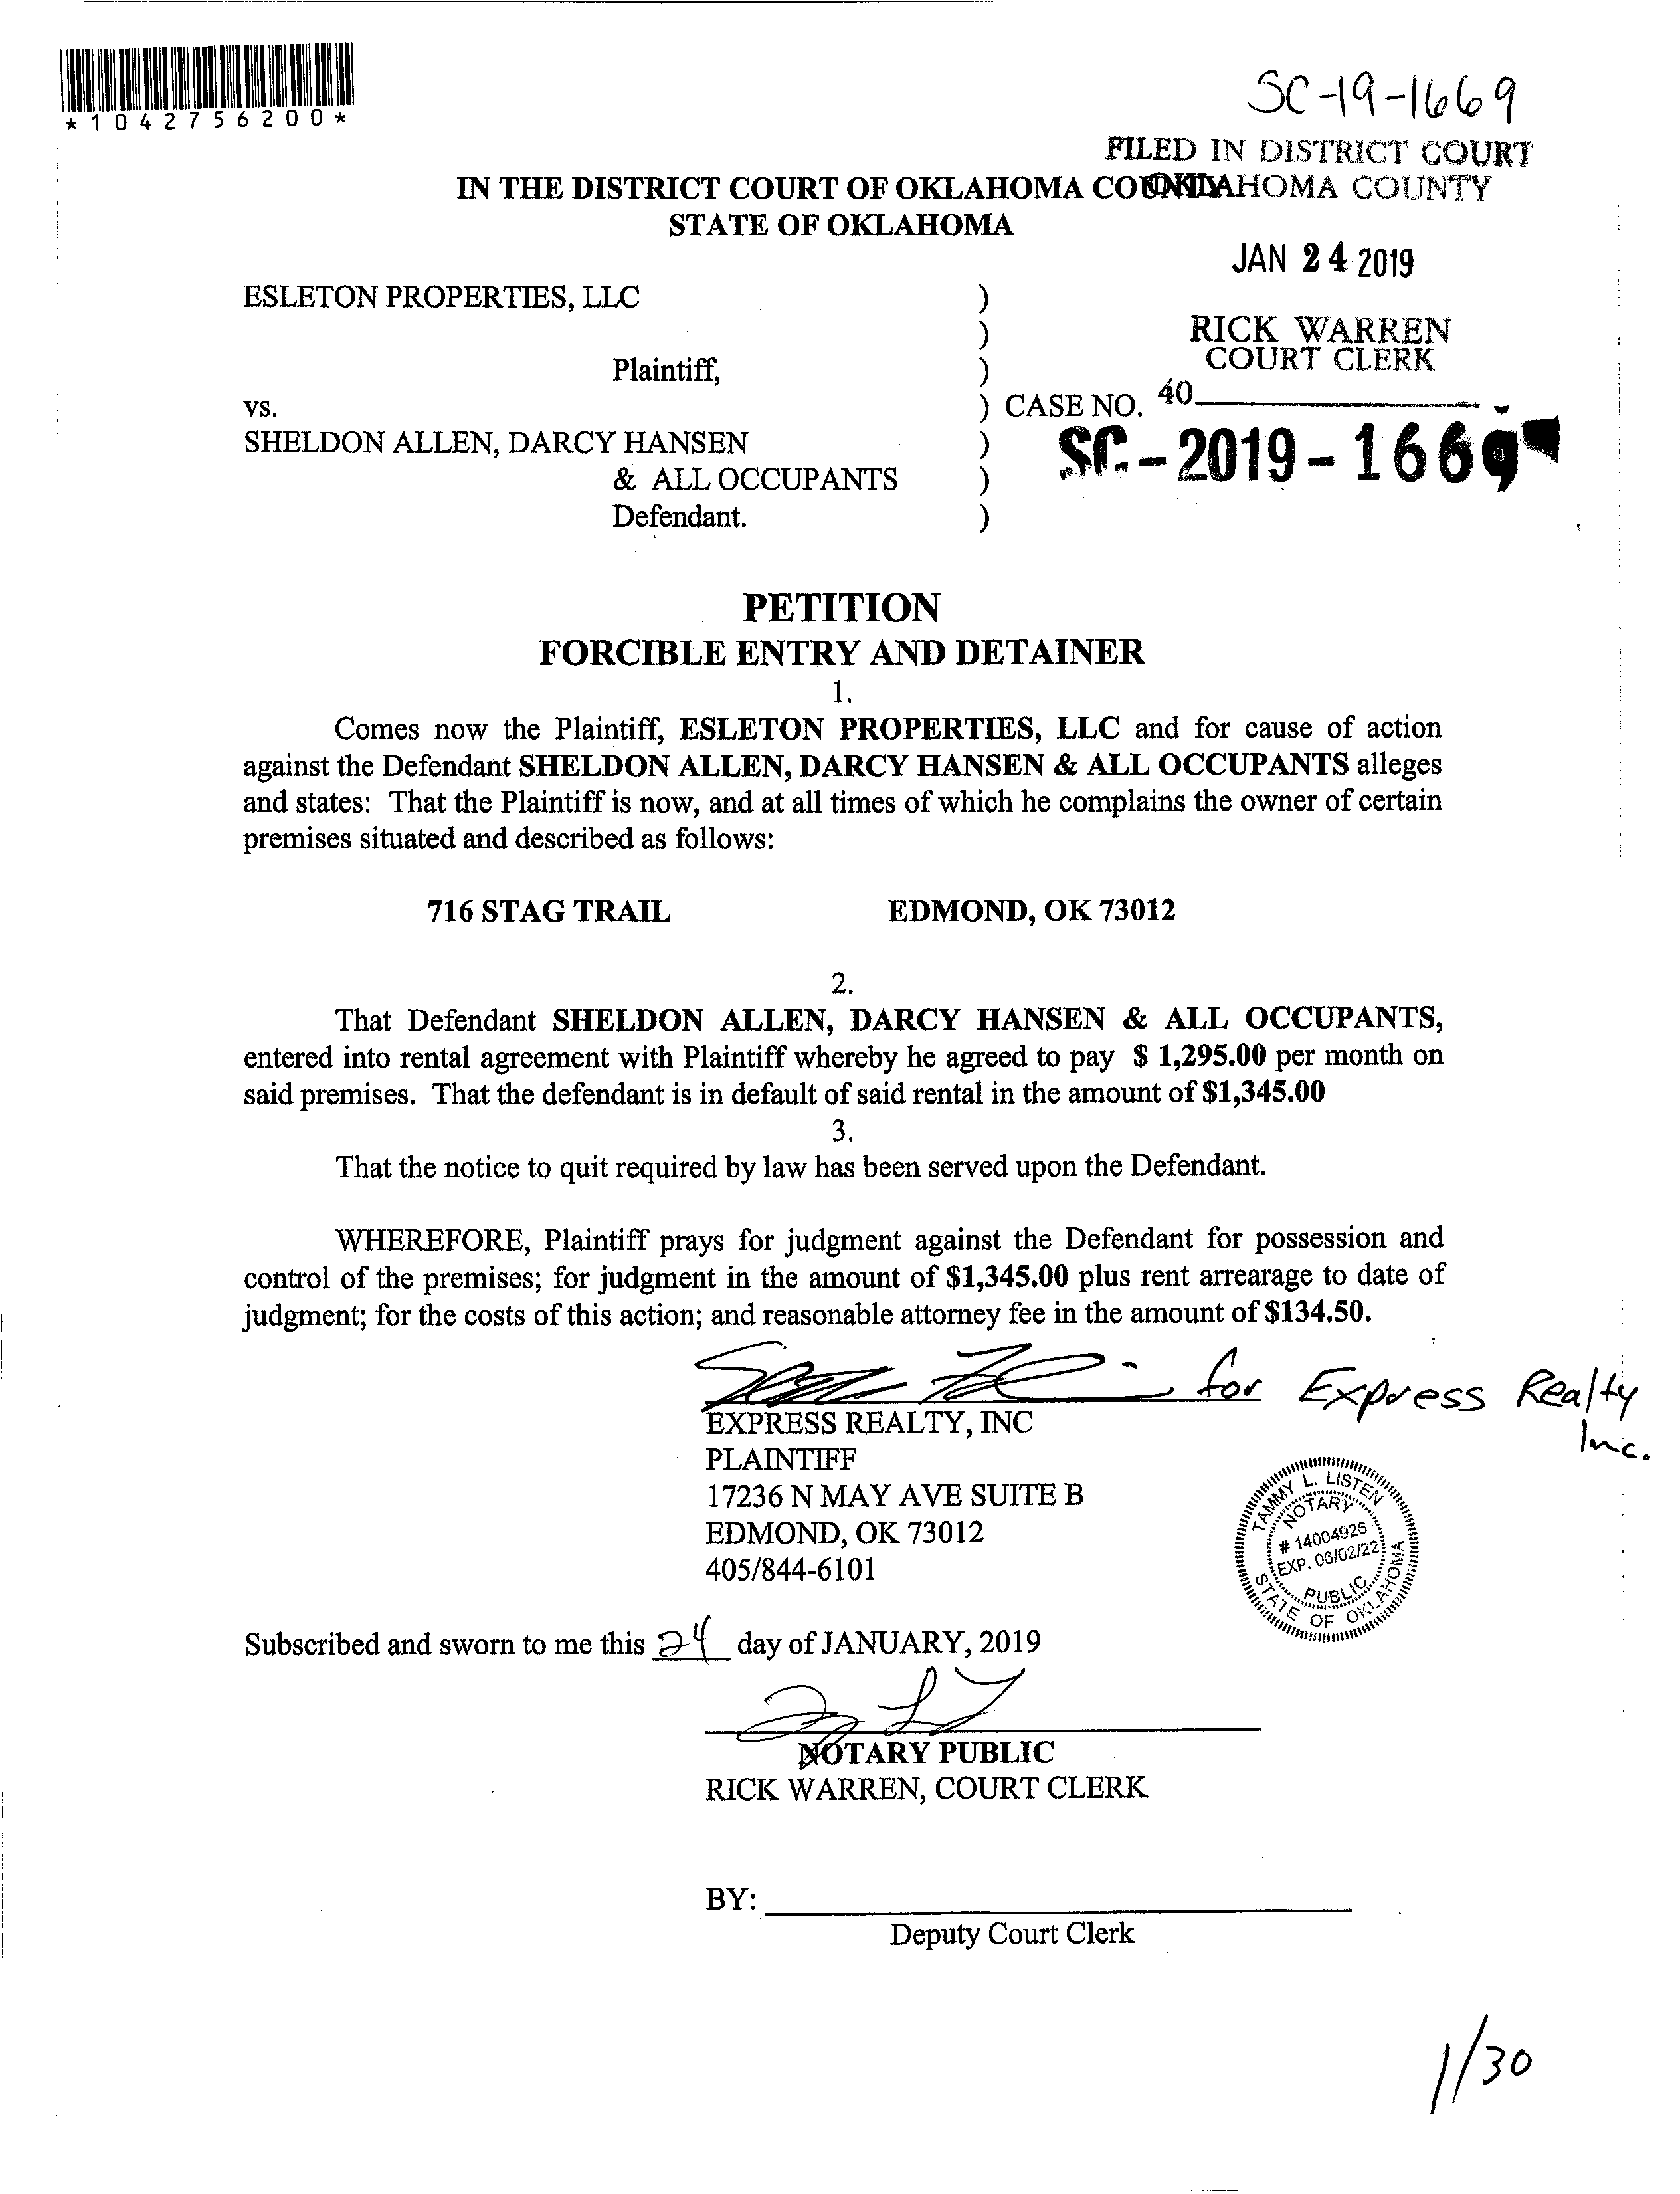 *1042756200*
SC-19-1669
FILED IN DISTRICT COURT
OKLAHOMA COUNTY
IN THE DISTRICT COURT OF OKLAHOMA COUNTY
STATE OF OKLAHOMA
JAN 24 2019
ESLETON PROPERTIES, LLC )
)
RICK WARREN
COURT CLERK
Plaintiff, )
vs. ) CASE NO. 40
SHELDON ALLEN, DARCY HANSEN ) SC-2019-1669
& ALL OCCUPANTS )
Defendant. )
PETITION
FORCIBLE ENTRY AND DETAINER
1.
Comes now the Plaintiff, ESLETON PROPERTIES, LLC and for cause of action
against the Defendant SHELDON ALLEN, DARCY HANSEN & ALL OCCUPANTS alleges
and states: That the Plaintiff is now, and at all times of which he complains the owner of certain
premises situated and described as follows:
716 STAG TRAIL EDMOND, OK 73012
2.
That Defendant SHELDON ALLEN, DARCY HANSEN & ALL OCCUPANTS,
entered into rental agreement with Plaintiff whereby he agreed to pay $ 1,295.00 per month on
said premises. That the defendant is in default of said rental in the amount of $1,345.00
3.
That the notice to quit required by law has been served upon the Defendant.
WHEREFORE, Plaintiff prays for judgment against the Defendant for possession and
control of the premises; for judgment in the amount of $1,345.00 plus rent arrearage to date of
judgment; for the costs of this action; and reasonable attorney fee in the amount of $134.50.
for Express Realty
Inc.
EXPRESS REALTY, INC
PLAINTIFF
17236 N MAY AVE SUITE B
EDMOND, OK 73012
405/844-6101
TAMMY L. LISTEN
NOTARY
# 14004926
EXP. 06/02/22
PUBLIC
STATE OF OKLAHOMA
Subscribed and sworn to me this 24 day of JANUARY, 2019
NOTARY PUBLIC
RICK WARREN, COURT CLERK
BY:
Deputy Court Clerk
1/30